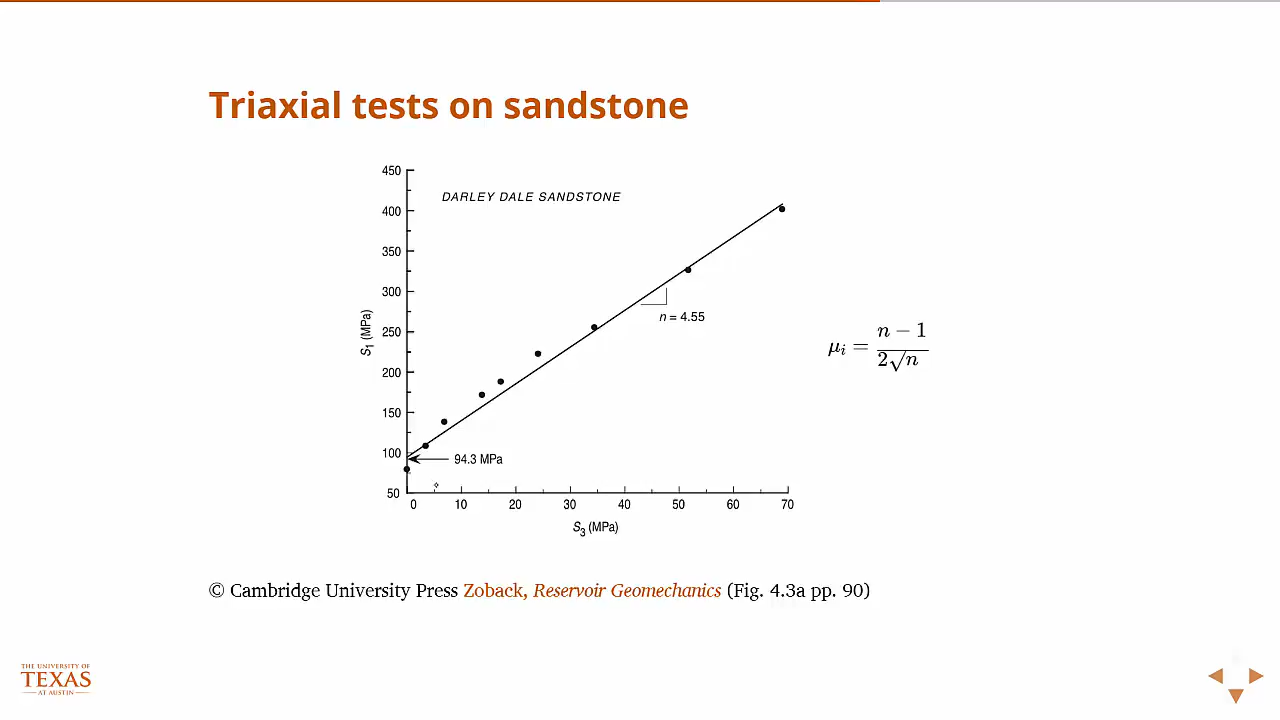 Triaxial tests on sandstone
DARLEY DALE SANDSTONE
450
400
350
300
250
200
150
100
50
S1 (MPa)
n = 4.55
94.3 MPa
0 10 20 30 40 50 60 70
S3 (MPa)
μi = n − 1 / 2√n
© Cambridge University Press Zoback, Reservoir Geomechanics (Fig. 4.3a pp. 90)
THE UNIVERSITY OF
TEXAS
AT AUSTIN